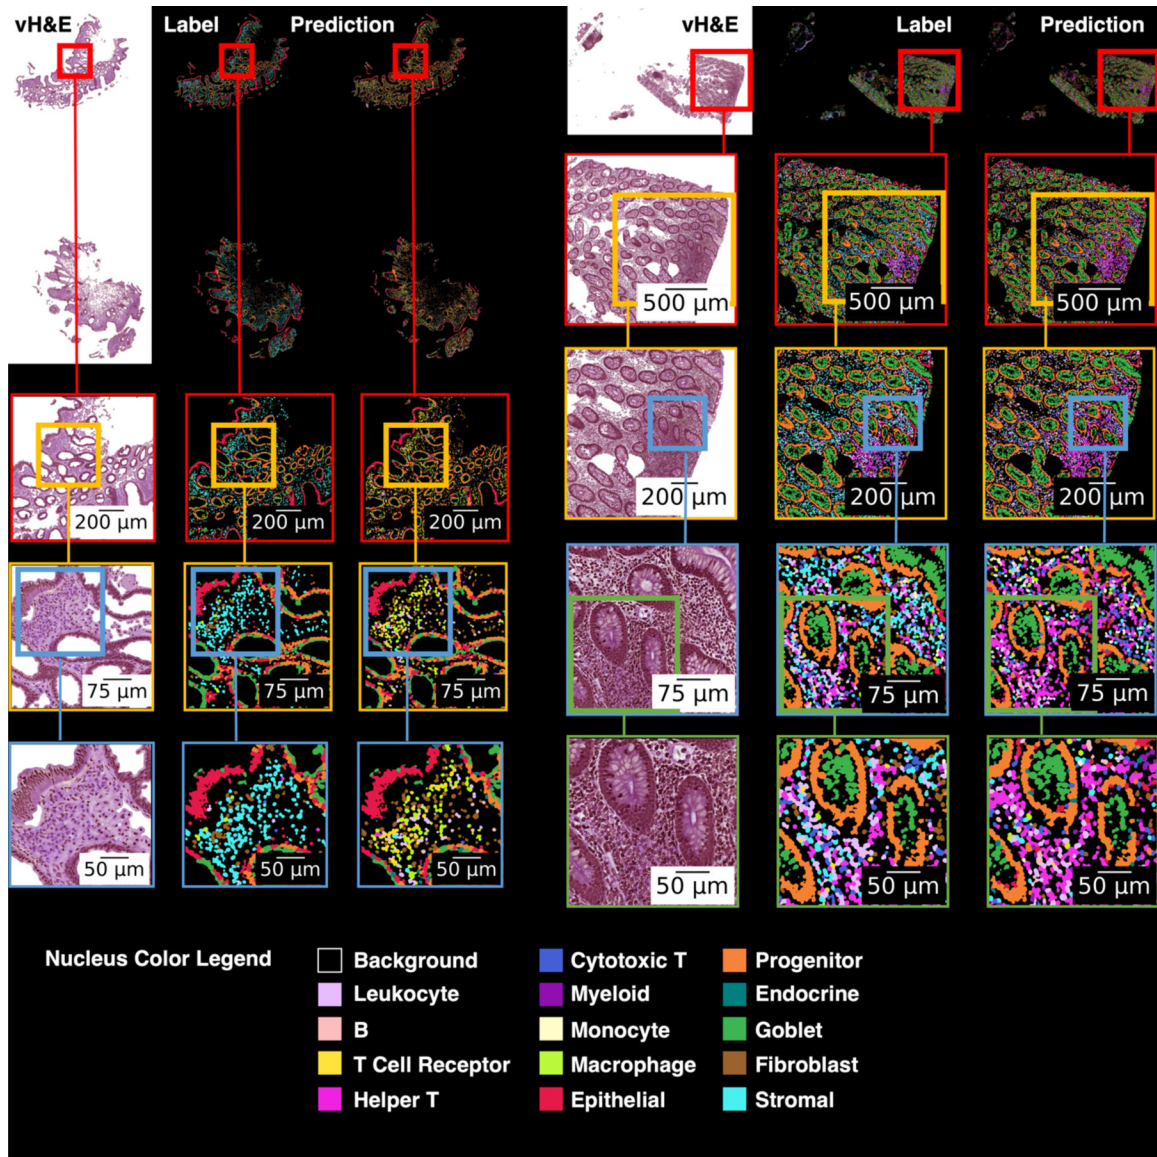 vH&E Label Prediction vH&E Label Prediction
500 µm 500 µm 500 µm
200 µm 200 µm 200 µm
200 µm 200 µm 200 µm
75 µm 75 µm 75 µm
75 µm 75 µm 75 µm
50 µm 50 µm 50 µm
50 µm 50 µm 50 µm
Nucleus Color Legend
Background Cytotoxic T Progenitor
Leukocyte Myeloid Endocrine
B Monocyte Goblet
T Cell Receptor Macrophage Fibroblast
Helper T Epithelial Stromal